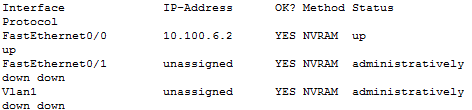 Interface IP-Address OK? Method Status
Protocol
FastEthernet0/0 10.100.6.2 YES NVRAM up
up
FastEthernet0/1 unassigned YES NVRAM administratively
down down
Vlan1 unassigned YES NVRAM administratively
down down